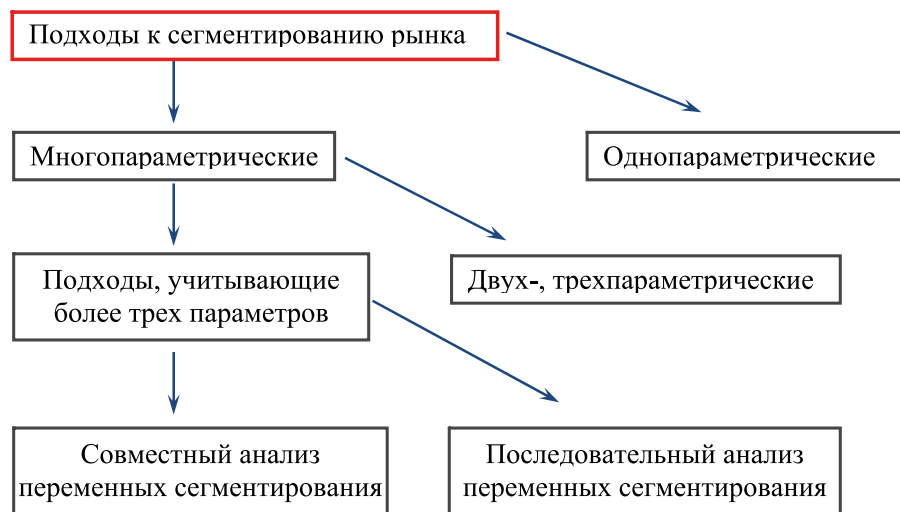 Подходы к сегментированию рынка
Многопараметрические
Однопараметрические
Подходы, учитывающие
более трех параметров
Двух-, трехпараметрические
Совместный анализ
переменных сегментирования
Последовательный анализ
переменных сегментирования